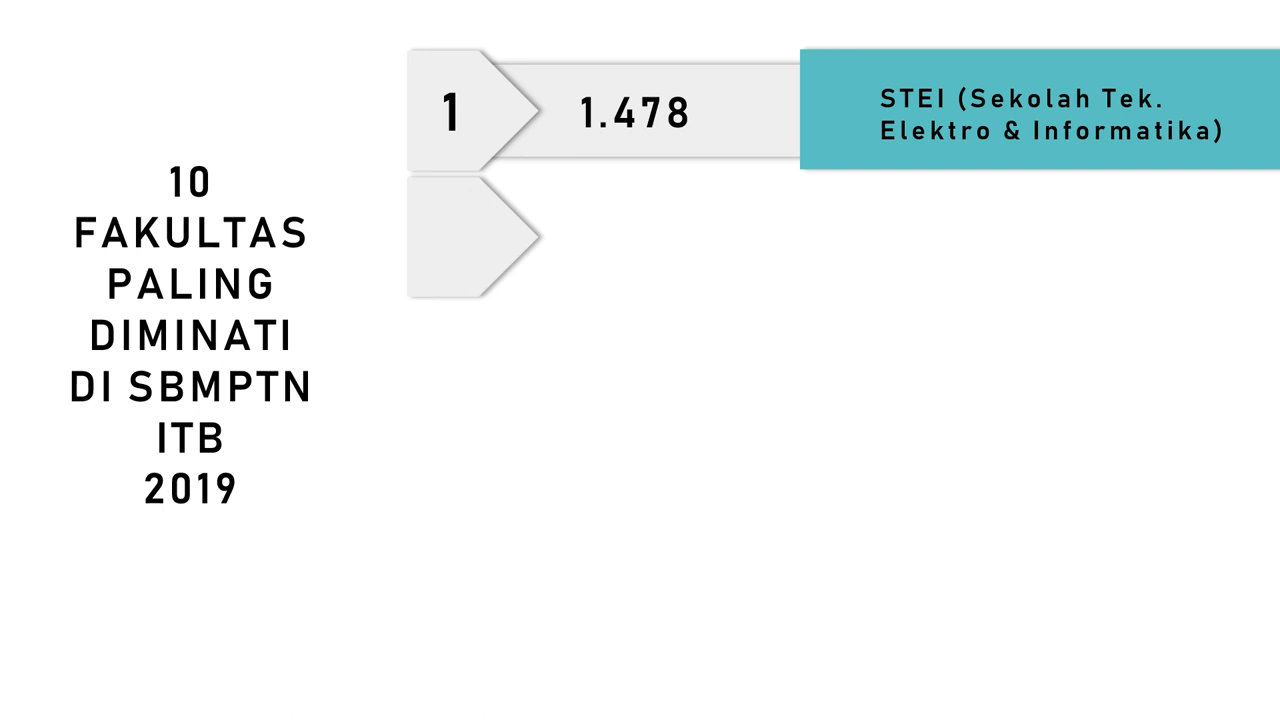 10
FAKULTAS
PALING
DIMINATI
DI SBMPTN
ITB
2019
1
1.478
STEI (Sekolah Tek.
Elektro & Informatika)